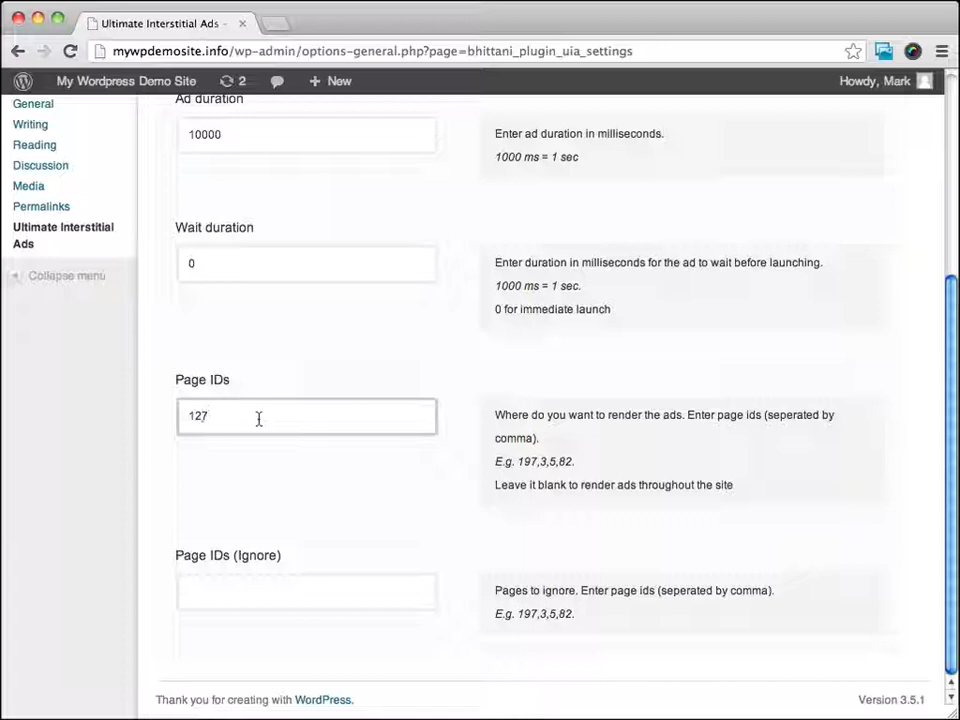 Ultimate Interstitial Ads -
mywpdemosite.info/wp-admin/options-general.php?page=bhittani_plugin_uia_settings
My Wordpress Demo Site
2
New
Howdy, Mark
General
Writing
Reading
Discussion
Media
Permalinks
Ultimate Interstitial
Ads
Collapse menu
Ad duration
10000
Enter ad duration in milliseconds.
1000 ms = 1 sec
Wait duration
0
Enter duration in milliseconds for the ad to wait before launching.
1000 ms = 1 sec.
0 for immediate launch
Page IDs
127
Where do you want to render the ads. Enter page ids (seperated by
comma).
E.g. 197,3,5,82.
Leave it blank to render ads throughout the site
Page IDs (Ignore)
Pages to ignore. Enter page ids (seperated by comma).
E.g. 197,3,5,82.
Thank you for creating with WordPress.
Version 3.5.1